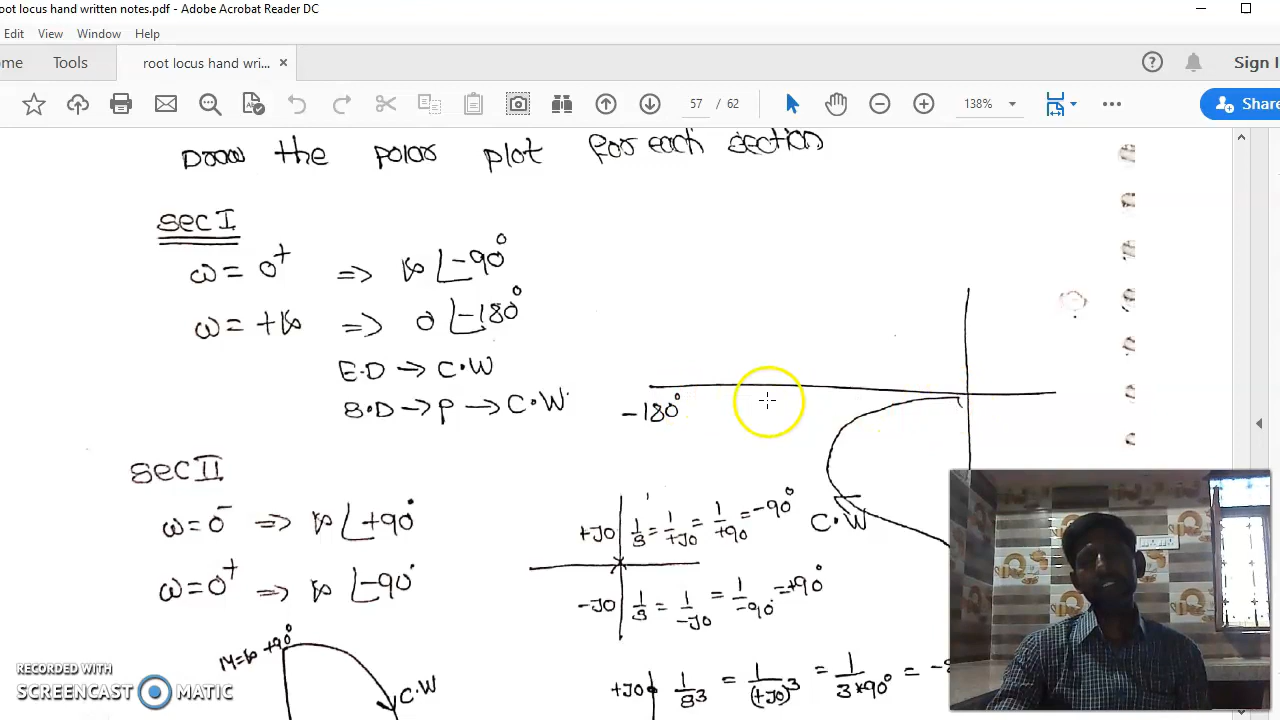 oot locus hand written notes.pdf - Adobe Acrobat Reader DC
Edit View Window Help
ome Tools root locus hand wri... × Sign I
57 / 62 138% Share
Draw the polar plot for each section
sec I
ω = 0⁺ ⇒ ∞ ∠-90°
ω = +∞ ⇒ 0 ∠-180°
E.D → C.W
S.D → P → C.W
-180°
C.W
sec II
ω = 0⁻ ⇒ ∞ ∠+90°
ω = 0⁺ ⇒ ∞ ∠-90°
+J0 1/S = 1/+J0 = 1/+90 = -90°
-J0 1/S = 1/-J0 = 1/-90° = +90°
M=∞ +90°
C.W
+J0 1/S³ = 1/(+J0)³ = 1/3*90° =
RECORDED WITH
SCREENCAST MATIC